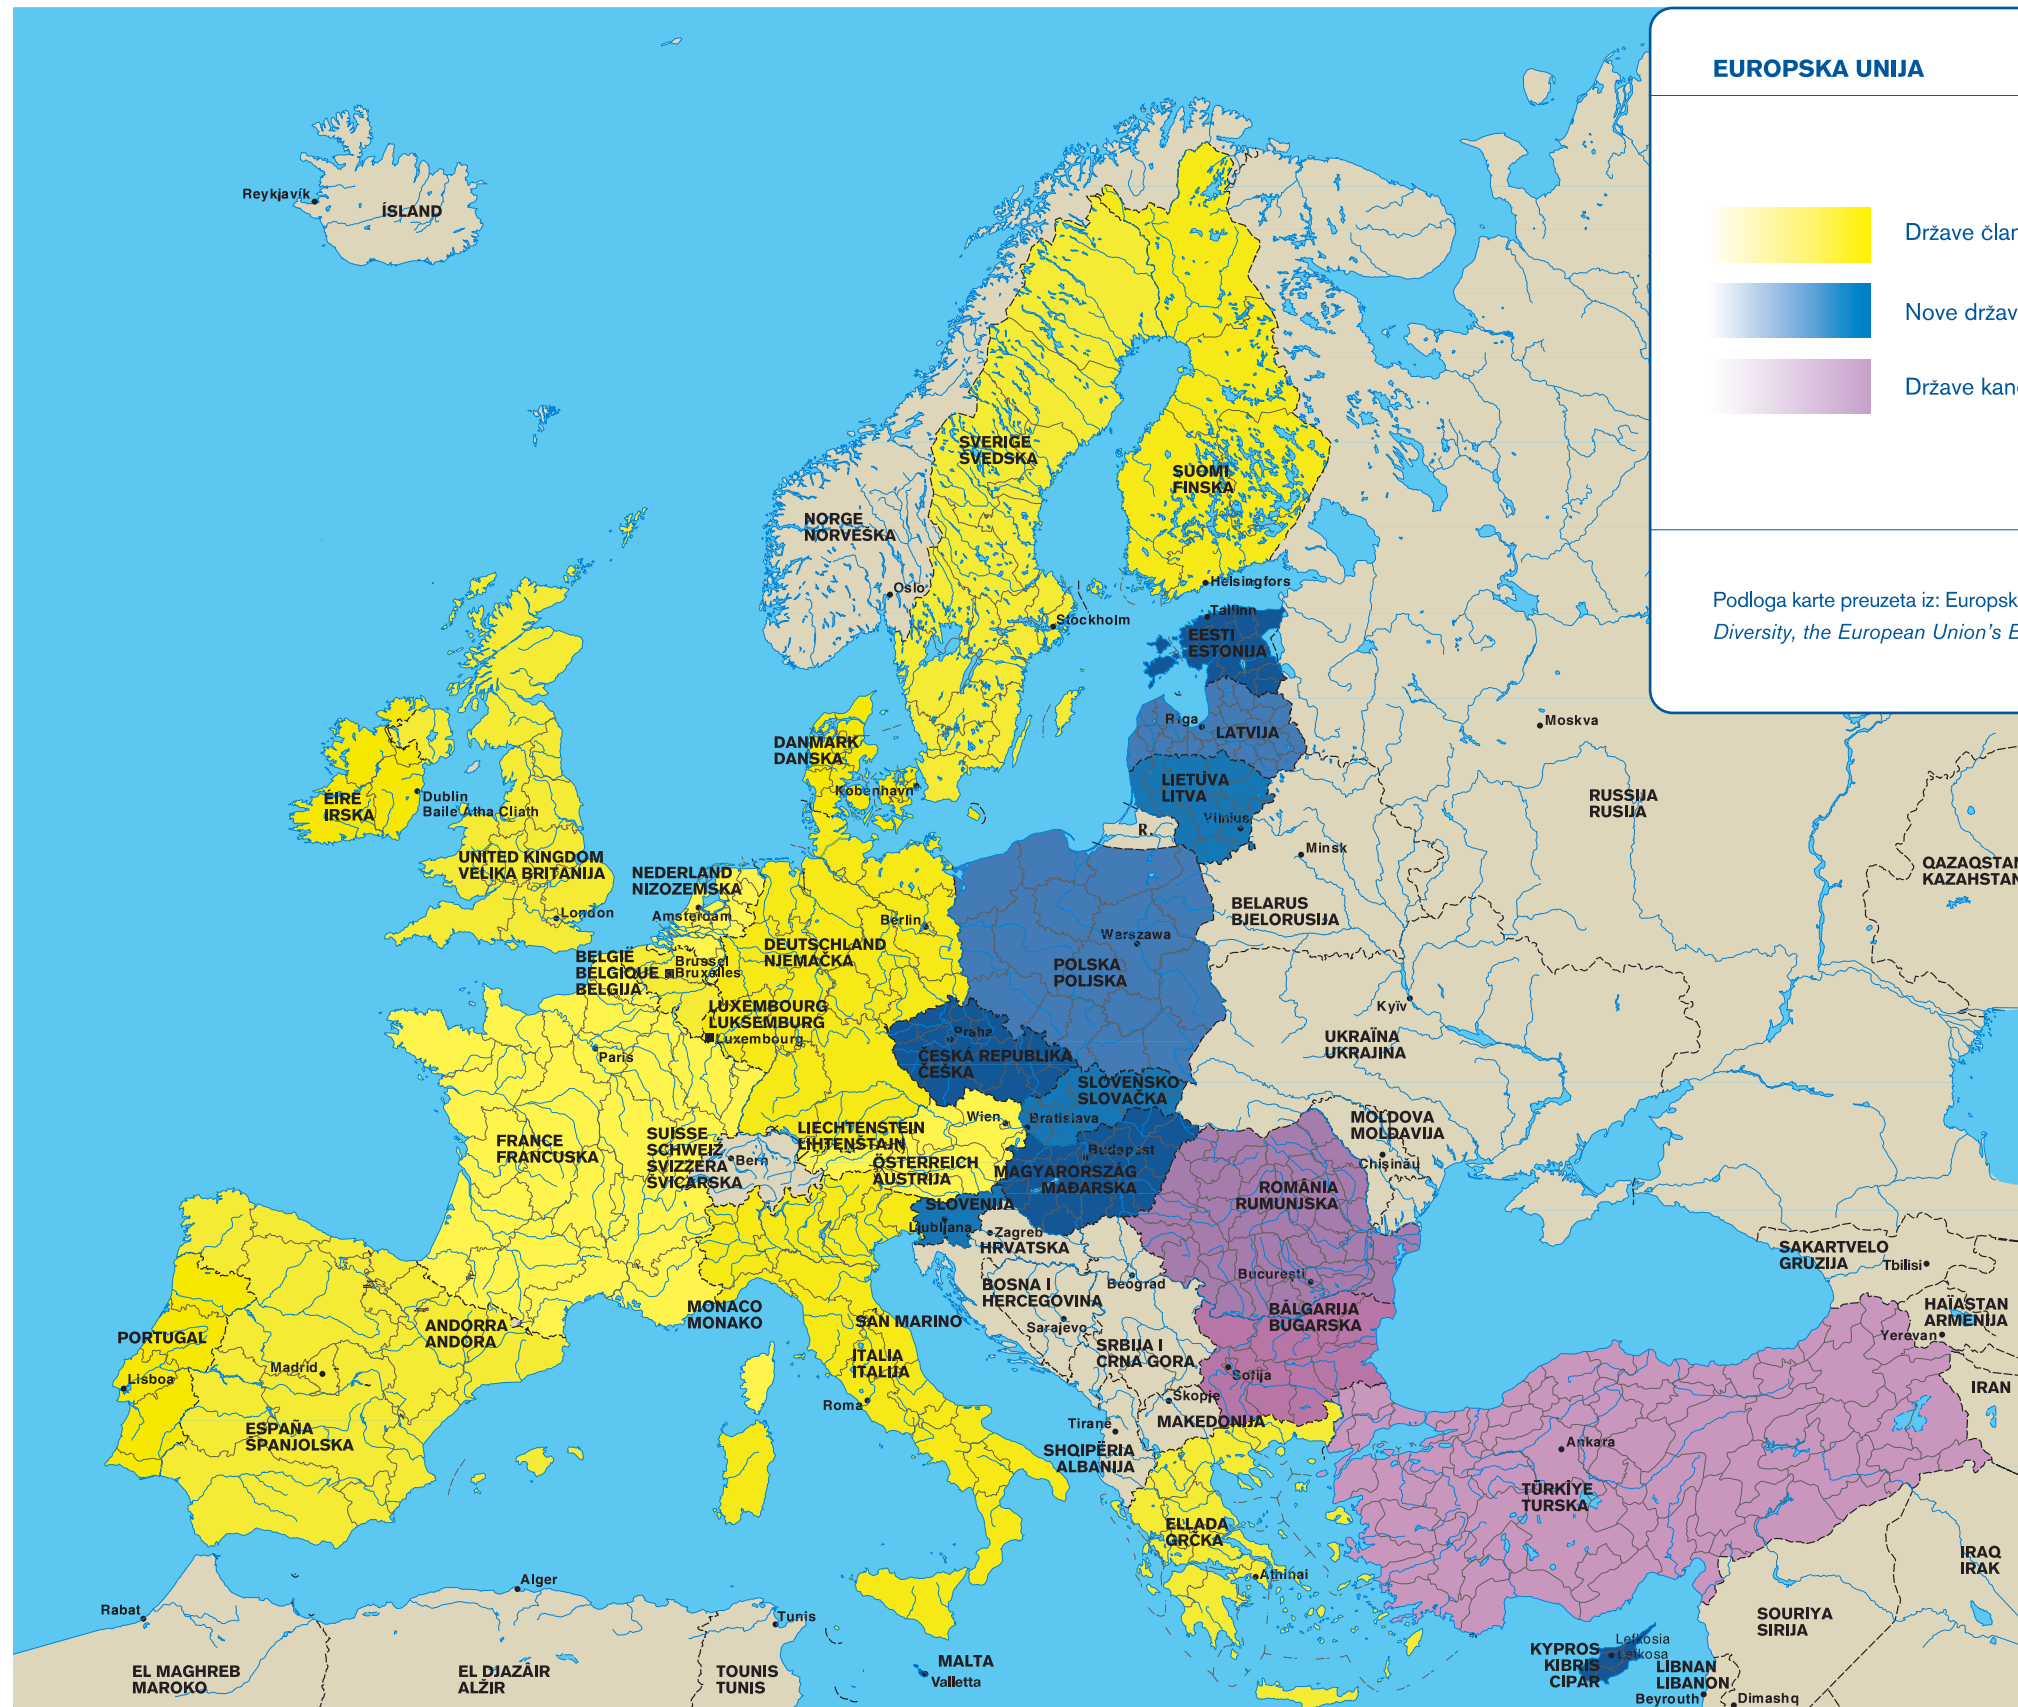 EUROPSKA UNIJA
Države član
Nove držav
Države kand
Podloga karte preuzeta iz: Europsk
Diversity, the European Union's E
Reykjavík
ÍSLAND
SVERIGE
ŠVEDSKA
SUOMI
FINSKA
NORGE
NORVEŠKA
Oslo
Helsingfors
Stockholm
Tallinn
EESTI
ESTONIJA
Riga
LATVIJA
Moskva
DANMARK
DANSKA
København
LIETUVA
LITVA
Vilnius
RUSSIJA
RUSIJA
ÉIRE
IRSKA
Dublin
Baile Atha Cliath
R.
Minsk
UNITED KINGDOM
VELIKA BRITANIJA
London
NEDERLAND
NIZOZEMSKA
Amsterdam
Berlin
QAZAQSTAN
KAZAHSTAN
BELARUS
BJELORUSIJA
Warszawa
DEUTSCHLAND
NJEMAČKA
BELGIË
BELGIQUE
BELGIJA
Brussel
Bruxelles
POLSKA
POLJSKA
LUXEMBOURG
LUKSEMBURG
Luxembourg
Kyïv
UKRAÏNA
UKRAJINA
Praha
ČESKÁ REPUBLIKA
ČEŠKA
Paris
SLOVENSKO
SLOVAČKA
Bratislava
Wien
MOLDOVA
MOLDAVIJA
Chișinău
FRANCE
FRANCUSKA
SUISSE
SCHWEIZ
SVIZZERA
ŠVICARSKA
Bern
LIECHTENSTEIN
LIHTENŠTAJN
ÖSTERREICH
AUSTRIJA
Budapest
MAGYARORSZÁG
MAĐARSKA
ROMÂNIA
RUMUNJSKA
SLOVENIJA
Ljubljana
Zagreb
HRVATSKA
SAKARTVELO
GRUZIJA
Tbilisi
București
Beograd
BOSNA I
HERCEGOVINA
Sarajevo
MONACO
MONAKO
SAN MARINO
BĂLGARIJA
BUGARSKA
HAÏASTAN
ARMENIJA
Yerevan
ANDORRA
ANDORA
PORTUGAL
Lisboa
Madrid
SRBIJA I
CRNA GORA
Sofija
ITALIA
ITALIJA
Roma
Skopje
MAKEDONIJA
IRAN
ESPAÑA
ŠPANJOLSKA
Tiranë
SHQIPËRIA
ALBANIJA
Ankara
TÜRKİYE
TURSKA
ELLADA
GRČKA
Athinai
IRAQ
IRAK
Alger
Rabat
Tunis
SOURIYA
SIRIJA
Lefkosia
Lefkosa
KYPROS
KIBRIS
CIPAR
EL MAGHREB
MAROKO
EL DJAZÂIR
ALŽIR
TOUNIS
TUNIS
MALTA
Valletta
LIBNAN
LIBANON
Beyrouth
Dimashq